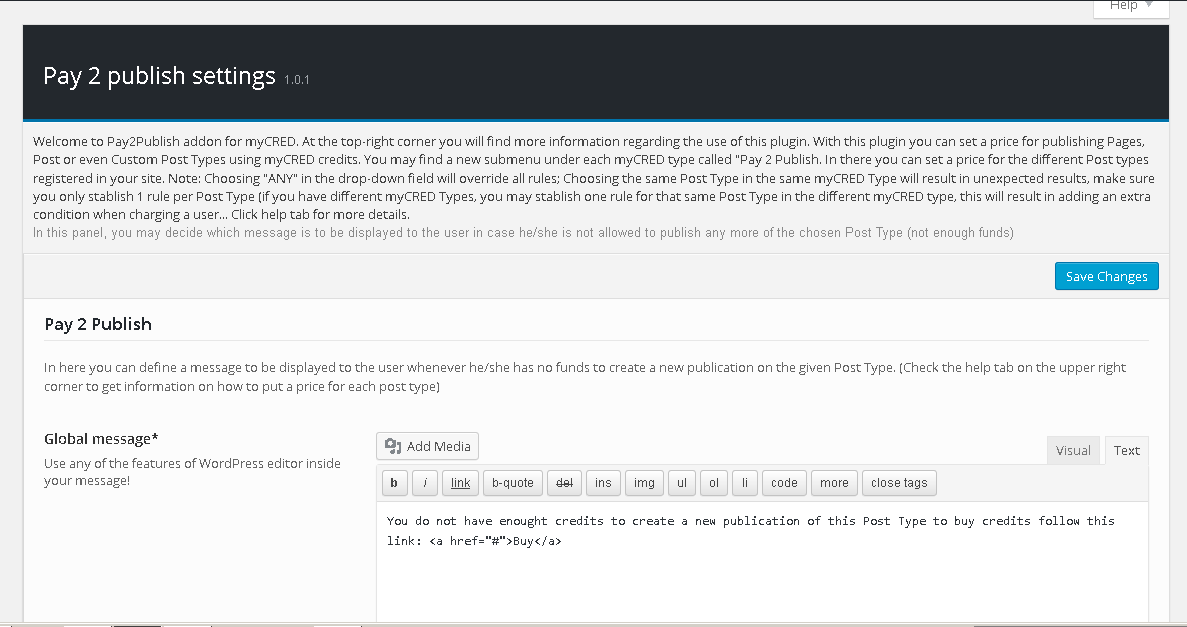 Help
Pay 2 publish settings 1.0.1
Welcome to Pay2Publish addon for myCRED. At the top-right corner you will find more information regarding the use of this plugin. With this plugin you can set a price for publishing Pages,
Post or even Custom Post Types using myCRED credits. You may find a new submenu under each myCRED type called "Pay 2 Publish. In there you can set a price for the different Post types
registered in your site. Note: Choosing "ANY" in the drop-down field will override all rules; Choosing the same Post Type in the same myCRED Type will result in unexpected results, make sure
you only stablish 1 rule per Post Type (if you have different myCRED Types, you may stablish one rule for that same Post Type in the different myCRED type, this will result in adding an extra
condition when charging a user... Click help tab for more details.
In this panel, you may decide which message is to be displayed to the user in case he/she is not allowed to publish any more of the chosen Post Type (not enough funds)
Save Changes
Pay 2 Publish
In here you can define a message to be displayed to the user whenever he/she has no funds to create a new publication on the given Post Type. (Check the help tab on the upper right
corner to get information on how to put a price for each post type)
Global message*
Use any of the features of WordPress editor inside
your message!
Add Media
Visual Text
b i link b-quote del ins img ul ol li code more close tags
You do not have enought credits to create a new publication of this Post Type to buy credits follow this
link: <a href="#">Buy</a>